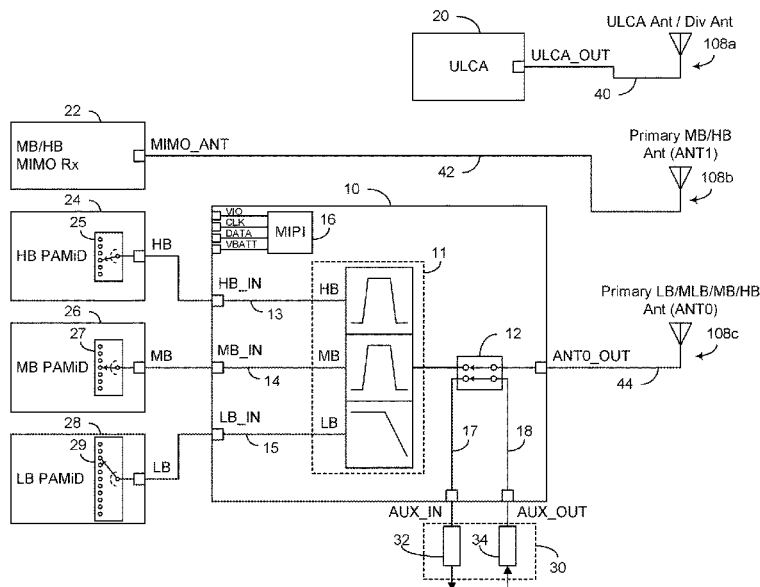 20
ULCA Ant / Div Ant
ULCA
ULCA_OUT
108a
40
22
MB/HB
MIMO Rx
MIMO_ANT
42
Primary MB/HB
Ant (ANT1)
108b
24
25
HB PAMiD
HB
10
VIO
CLK
DATA
VBATT
MIPI
16
11
HB_IN
13
HB
26
27
MB PAMiD
MB
MB_IN
14
MB
12
ANT0_OUT
Primary LB/MLB/MB/HB
Ant (ANT0)
108c
44
28
29
LB PAMiD
LB
LB_IN
15
LB
17
18
AUX_IN
AUX_OUT
32
34
30